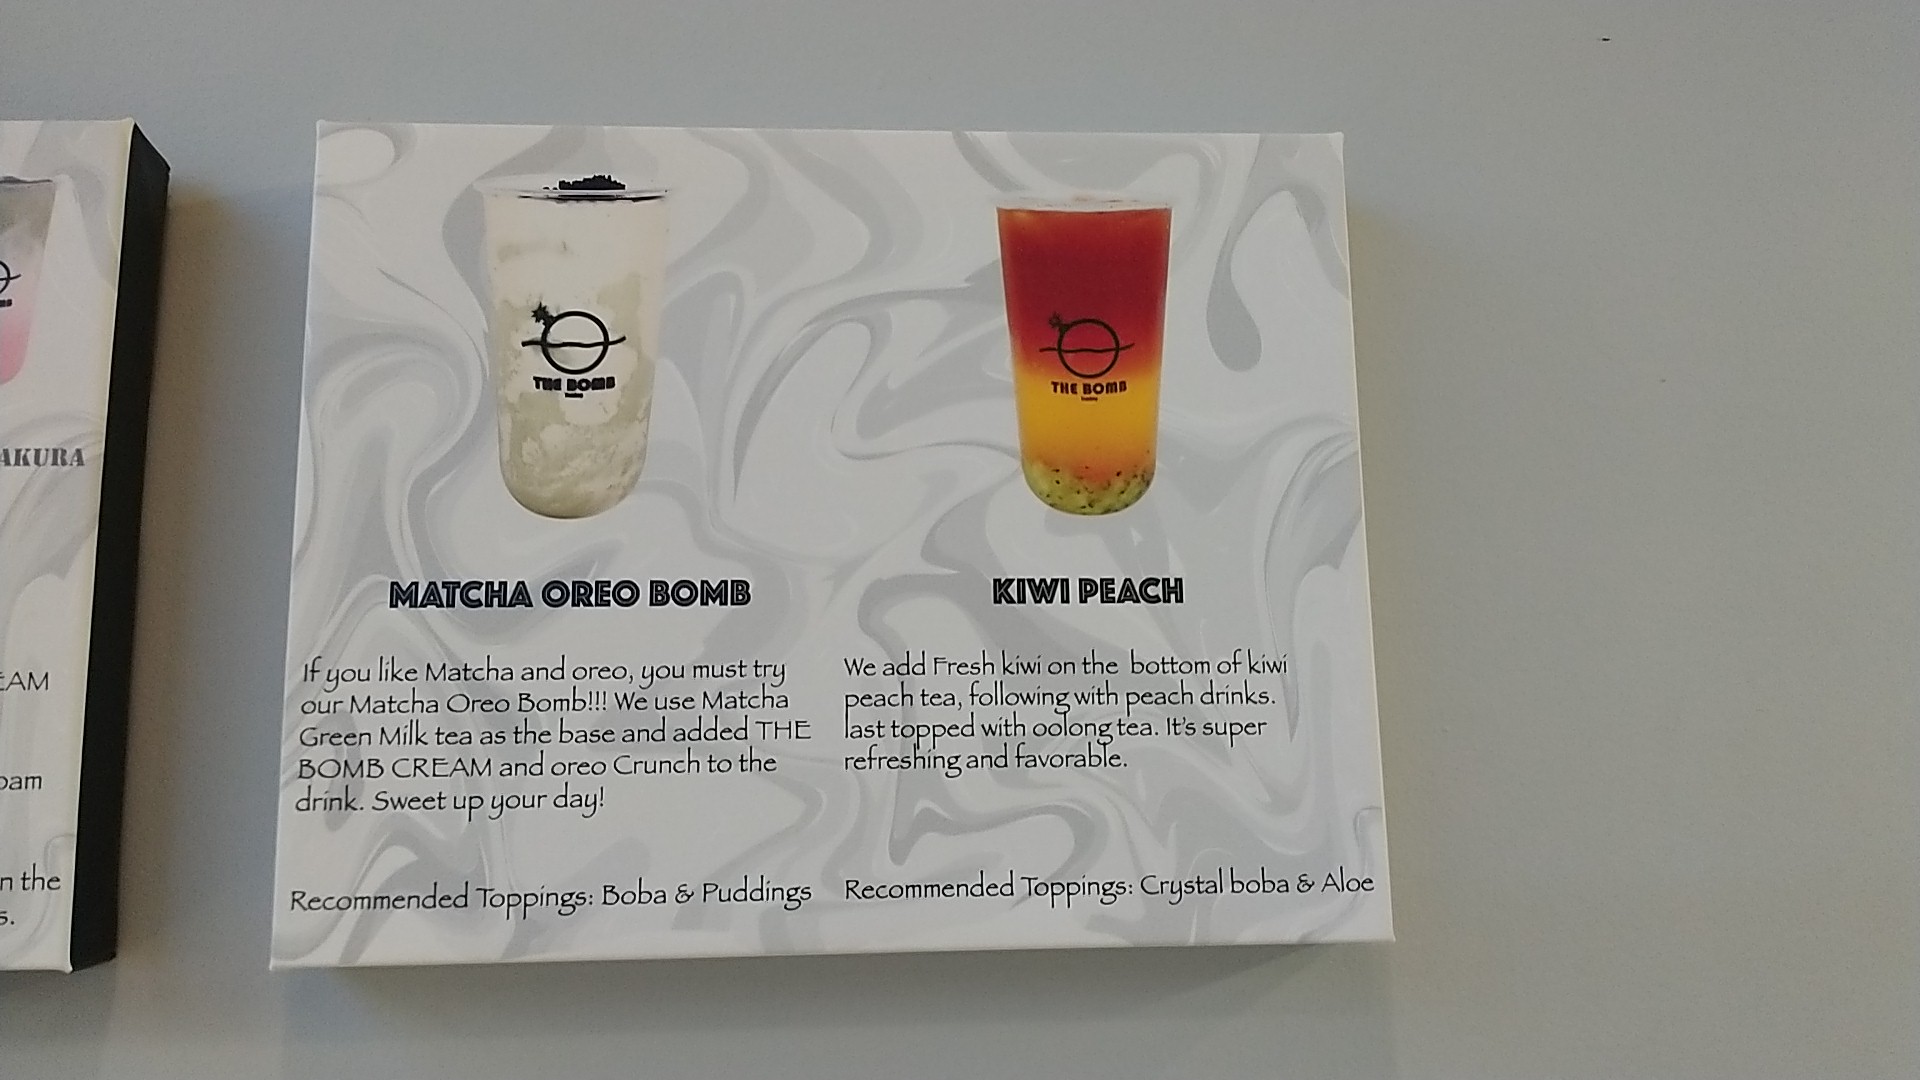 AKURA
EAM
oam
n the
s.
THE BOMB
THE BOMB
MATCHA OREO BOMB
If you like Matcha and oreo, you must try
our Matcha Oreo Bomb!!! We use Matcha
Green Milk tea as the base and added THE
BOMB CREAM and oreo Crunch to the
drink. Sweet up your day!
Recommended Toppings: Boba & Puddings
KIWI PEACH
We add Fresh kiwi on the bottom of kiwi
peach tea, following with peach drinks.
last topped with oolong tea. It's super
refreshing and favorable.
Recommended Toppings: Crystal boba & Aloe